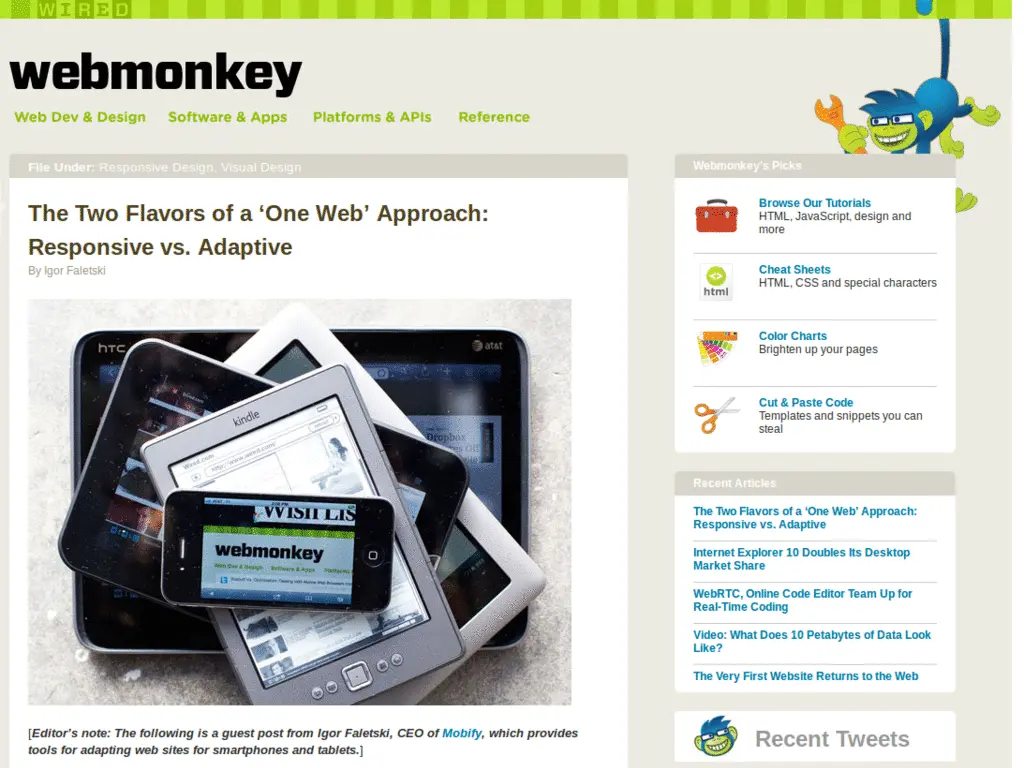 WIRED
webmonkey
Web Dev & Design Software & Apps Platforms & APIs Reference
File Under: Responsive Design, Visual Design
The Two Flavors of a ‘One Web’ Approach:
Responsive vs. Adaptive
By Igor Faletski
hTC
at&t
kindle
Wired.com
http://www.wired.com/
Dropbox
WISH LIS
webmonkey
Web Dev & Design Software & Apps Platforms
[Editor’s note: The following is a guest post from Igor Faletski, CEO of Mobify, which provides
tools for adapting web sites for smartphones and tablets.]
Webmonkey’s Picks
Browse Our Tutorials
HTML, JavaScript, design and
more
html
Cheat Sheets
HTML, CSS and special characters
Color Charts
Brighten up your pages
Cut & Paste Code
Templates and snippets you can
steal
Recent Articles
The Two Flavors of a ‘One Web’ Approach:
Responsive vs. Adaptive
Internet Explorer 10 Doubles Its Desktop
Market Share
WebRTC, Online Code Editor Team Up for
Real-Time Coding
Video: What Does 10 Petabytes of Data Look
Like?
The Very First Website Returns to the Web
Recent Tweets